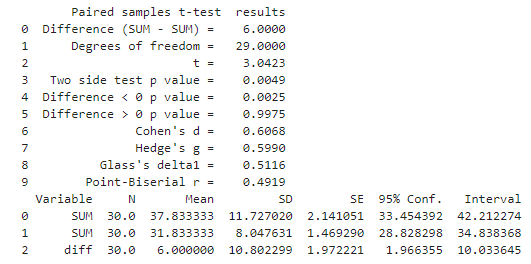 Paired samples t-test results
0 Difference (SUM - SUM) = 6.0000
1 Degrees of freedom = 29.0000
2 t = 3.0423
3 Two side test p value = 0.0049
4 Difference < 0 p value = 0.0025
5 Difference > 0 p value = 0.9975
6 Cohen's d = 0.6068
7 Hedge's g = 0.5990
8 Glass's delta1 = 0.5116
9 Point-Biserial r = 0.4919
Variable N Mean SD SE 95% Conf. Interval
0 SUM 30.0 37.833333 11.727020 2.141051 33.454392 42.212274
1 SUM 30.0 31.833333 8.047631 1.469290 28.828298 34.838368
2 diff 30.0 6.000000 10.802299 1.972221 1.966355 10.033645